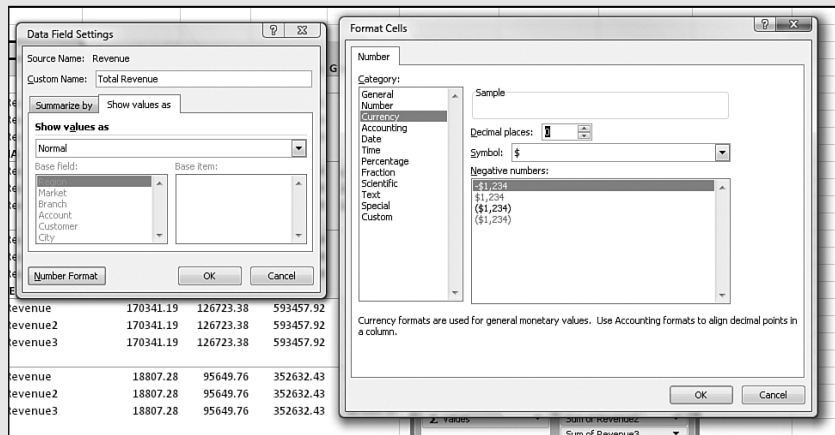 Data Field Settings
Source Name: Revenue
Custom Name: Total Revenue
Summarize by
Show values as
Show values as
Normal
Base field:
Base item:
Region
Market
Branch
Account
Customer
City
Number Format
OK
Cancel
Format Cells
Number
Category:
General
Number
Currency
Accounting
Date
Time
Percentage
Fraction
Scientific
Text
Special
Custom
Sample
Decimal places: 0
Symbol: $
Negative numbers:
-$1,234
$1,234
($1,234)
($1,234)
Currency formats are used for general monetary values. Use Accounting formats to align decimal points in
a column.
OK
Cancel
G
Revenue 170341.19 126723.38 593457.92
Revenue2 170341.19 126723.38 593457.92
Revenue3 170341.19 126723.38 593457.92
Revenue 18807.28 95649.76 352632.43
Revenue2 18807.28 95649.76 352632.43
Revenue3 18807.28 95649.76 352632.43
Σ Values
Sum of Revenue2
Sum of Revenue3